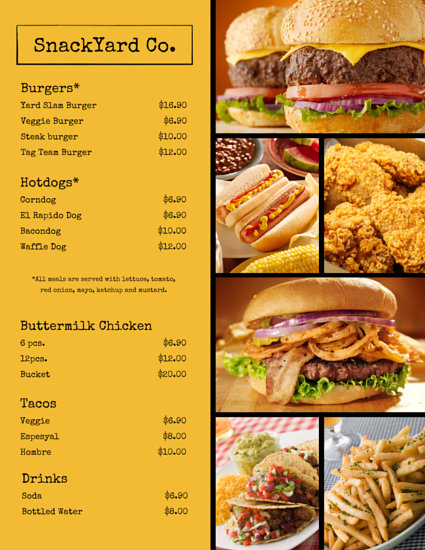 SnackYard Co.
Burgers*
Yard Slam Burger $16.90
Veggie Burger $6.90
Steak burger $10.00
Tag Team Burger $12.00
Hotdogs*
Corndog $6.90
El Rapido Dog $6.90
Bacondog $10.00
Waffle Dog $12.00
*All meals are served with lettuce, tomato,
red onion, mayo, ketchup and mustard.
Buttermilk Chicken
6 pcs. $6.90
12pcs. $12.00
Bucket $20.00
Tacos
Veggie $6.90
Espesyal $8.00
Hombre $10.00
Drinks
Soda $6.90
Bottled Water $8.00